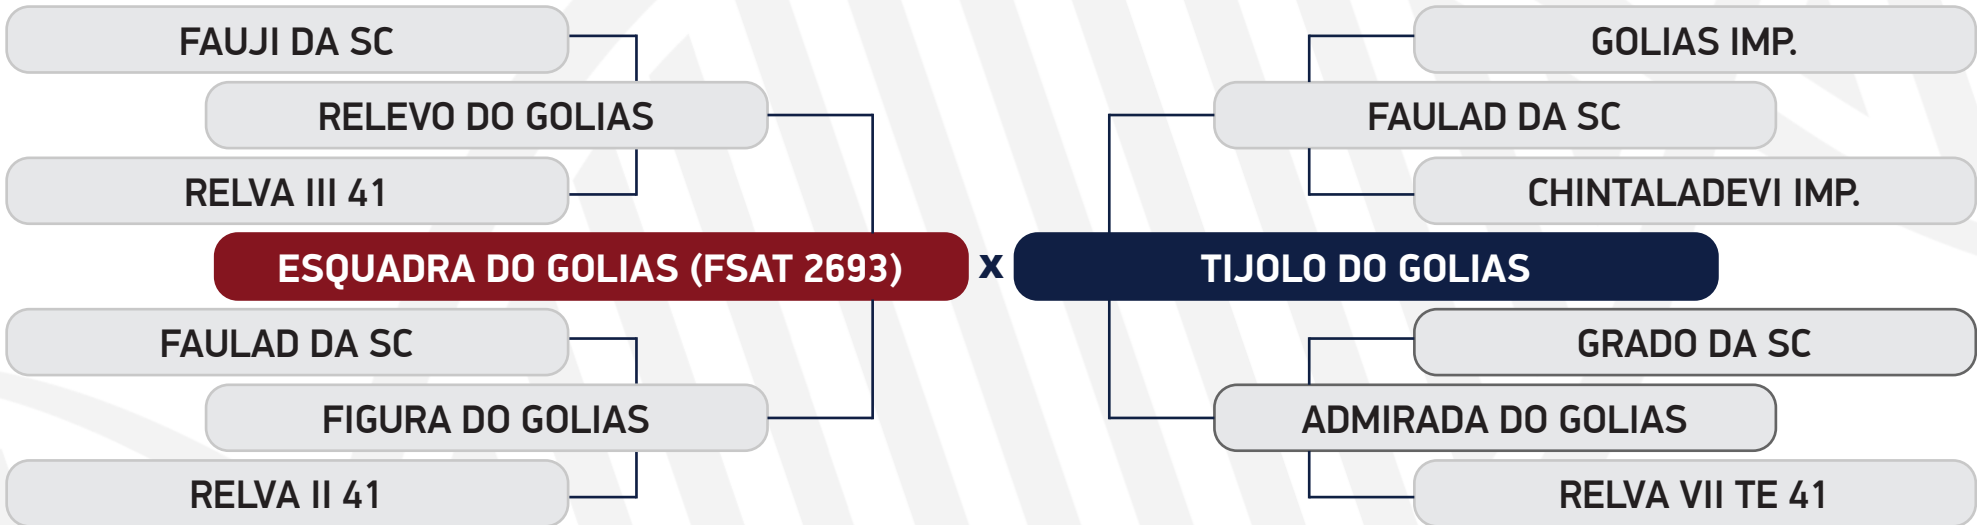 FAUJI DA SC
GOLIAS IMP.
RELEVO DO GOLIAS
FAULAD DA SC
RELVA III 41
CHINTALADEVI IMP.
ESQUADRA DO GOLIAS (FSAT 2693) x TIJOLO DO GOLIAS
FAULAD DA SC
GRADO DA SC
FIGURA DO GOLIAS
ADMIRADA DO GOLIAS
RELVA II 41
RELVA VII TE 41